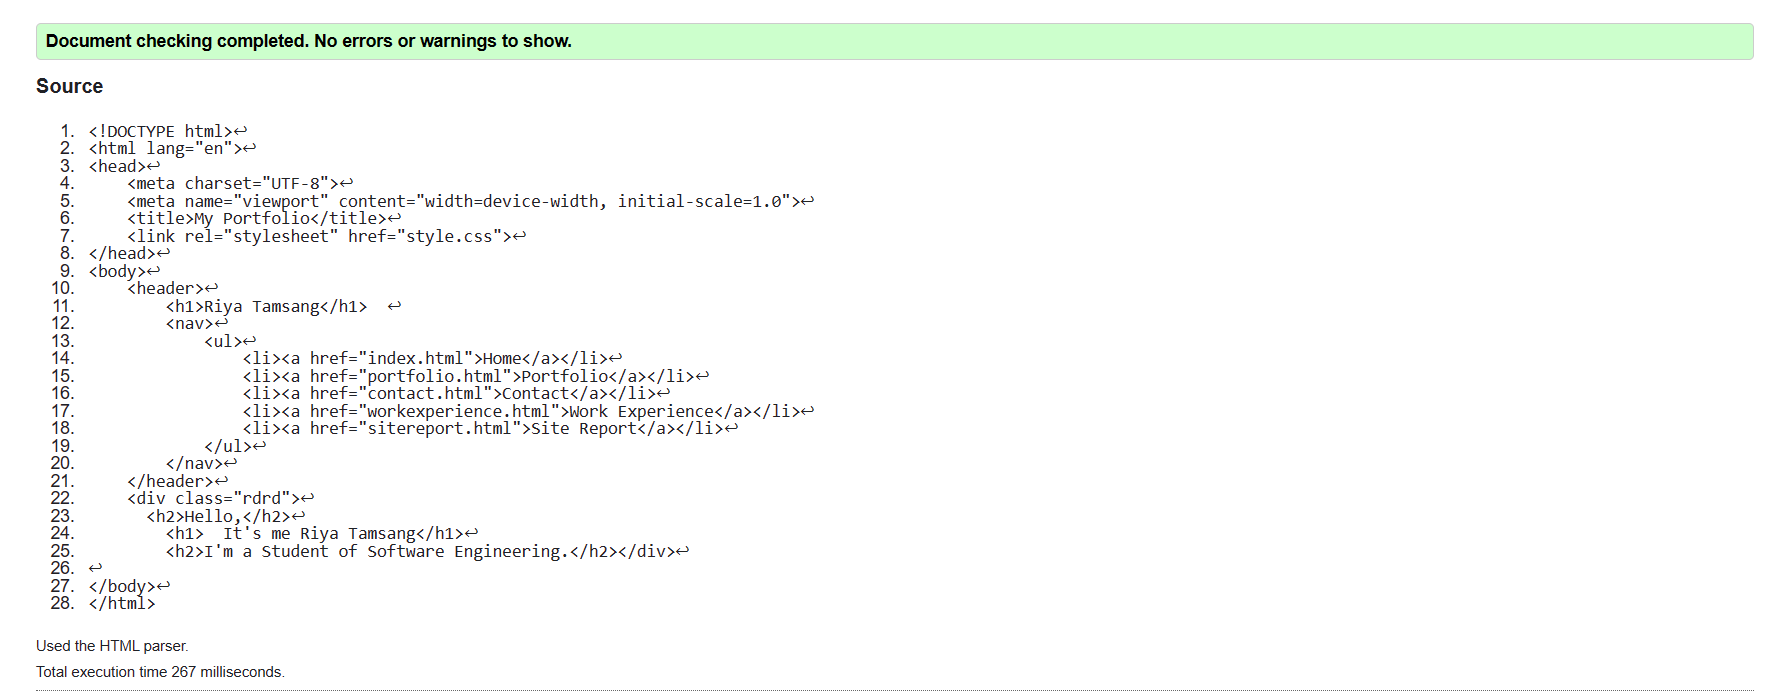 Document checking completed. No errors or warnings to show.
Source
1. <!DOCTYPE html>↩
2. <html lang="en">↩
3. <head>↩
4.     <meta charset="UTF-8">↩
5.     <meta name="viewport" content="width=device-width, initial-scale=1.0">↩
6.     <title>My Portfolio</title>↩
7.     <link rel="stylesheet" href="style.css">↩
8. </head>↩
9. <body>↩
10.     <header>↩
11.         <h1>Riya Tamsang</h1>  ↩
12.         <nav>↩
13.             <ul>↩
14.                 <li><a href="index.html">Home</a></li>↩
15.                 <li><a href="portfolio.html">Portfolio</a></li>↩
16.                 <li><a href="contact.html">Contact</a></li>↩
17.                 <li><a href="workexperience.html">Work Experience</a></li>↩
18.                 <li><a href="sitereport.html">Site Report</a></li>↩
19.             </ul>↩
20.         </nav>↩
21.     </header>↩
22.     <div class="rdrd">↩
23.       <h2>Hello,</h2>↩
24.         <h1>  It's me Riya Tamsang</h1>↩
25.         <h2>I'm a Student of Software Engineering.</h2></div>↩
26. ↩
27. </body>↩
28. </html>
Used the HTML parser.
Total execution time 267 milliseconds.